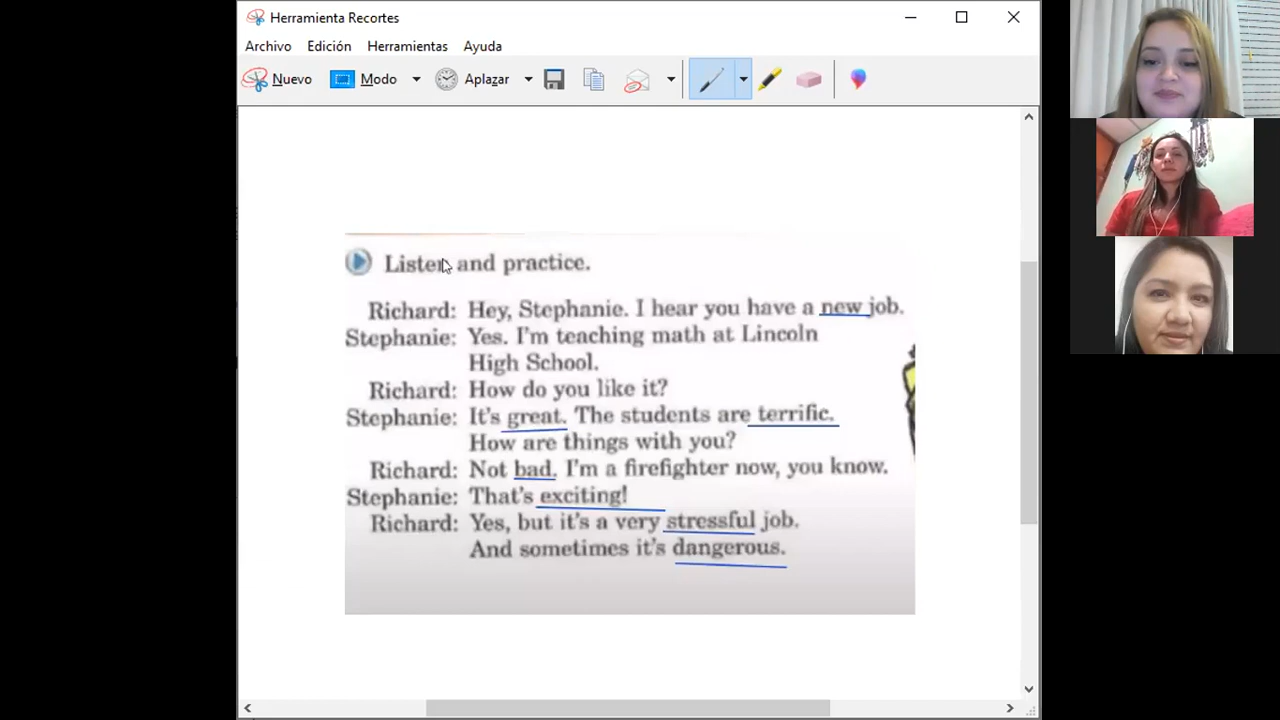 Herramienta Recortes
Archivo Edición Herramientas Ayuda
Nuevo Modo Aplazar
Listen and practice.
Richard: Hey, Stephanie. I hear you have a new job.
Stephanie: Yes. I'm teaching math at Lincoln
High School.
Richard: How do you like it?
Stephanie: It's great. The students are terrific.
How are things with you?
Richard: Not bad. I'm a firefighter now, you know.
Stephanie: That's exciting!
Richard: Yes, but it's a very stressful job.
And sometimes it's dangerous.